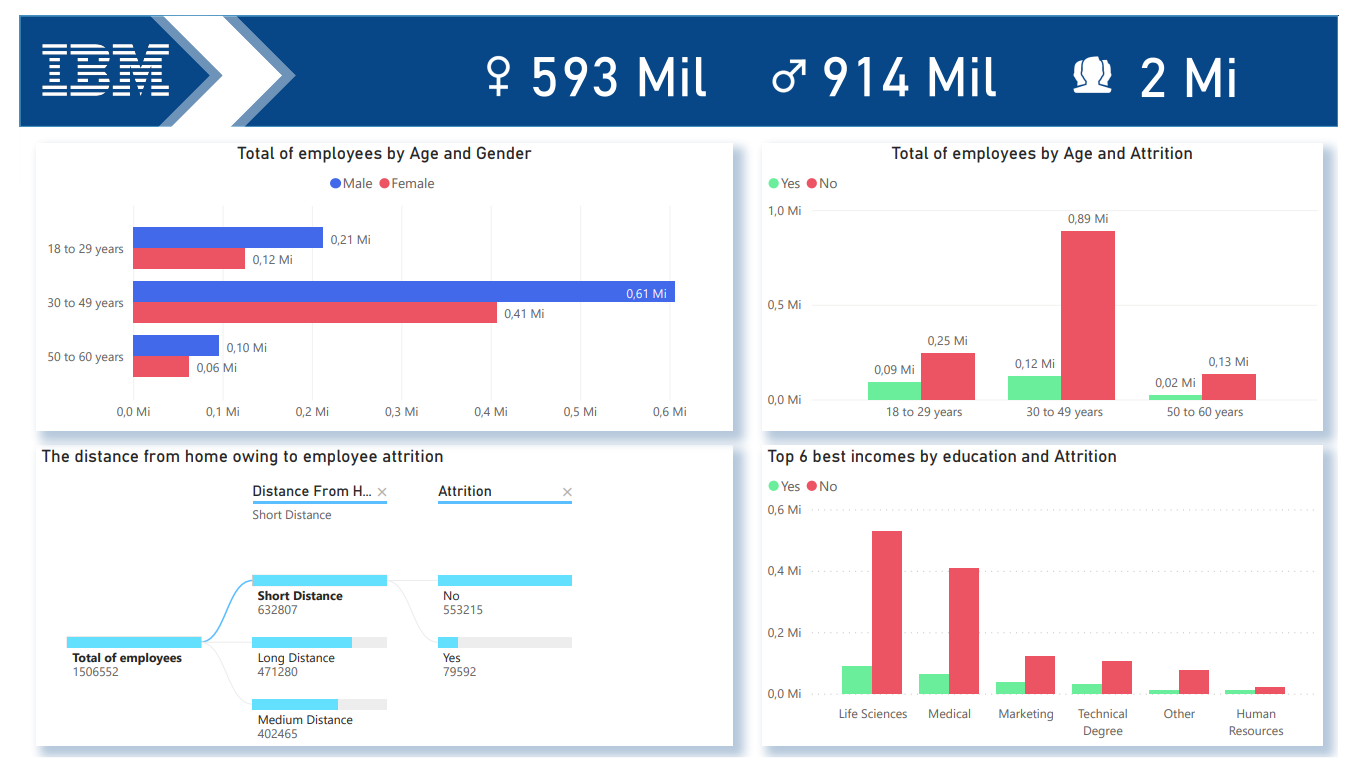 IBM
♀ 593 Mil
♂ 914 Mil
2 Mi
Total of employees by Age and Gender
Male Female
18 to 29 years
0,21 Mi
0,12 Mi
30 to 49 years
0,61 Mi
0,41 Mi
50 to 60 years
0,10 Mi
0,06 Mi
0,0 Mi 0,1 Mi 0,2 Mi 0,3 Mi 0,4 Mi 0,5 Mi 0,6 Mi
Total of employees by Age and Attrition
Yes No
1,0 Mi
0,5 Mi
0,0 Mi
0,09 Mi
0,25 Mi
0,12 Mi
0,89 Mi
0,02 Mi
0,13 Mi
18 to 29 years 30 to 49 years 50 to 60 years
The distance from home owing to employee attrition
Distance From H... ×
Short Distance
Attrition ×
Total of employees
1506552
Short Distance
632807
Long Distance
471280
Medium Distance
402465
No
553215
Yes
79592
Top 6 best incomes by education and Attrition
Yes No
0,6 Mi
0,4 Mi
0,2 Mi
0,0 Mi
Life Sciences
Medical
Marketing
Technical
Degree
Other
Human
Resources